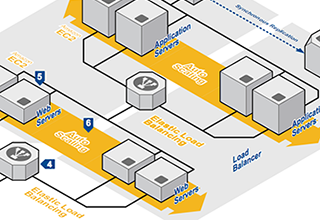 Synchronous Replication
Application
Servers
EC2
Auto
Scaling
5
Web
Servers
6
Auto
Scaling
Elastic Load
Balancing
Application
Servers
EC2
Load
Balancer
4
Web
Servers
Elastic Load
Balancing